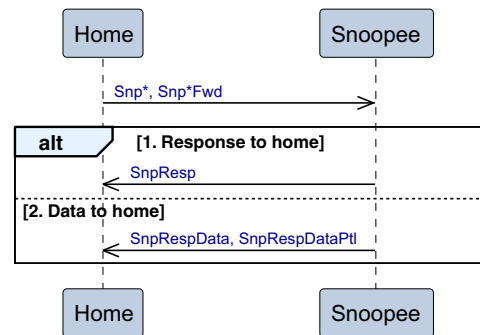 Home Snoopee
Snp*, Snp*Fwd
alt [1. Response to home]
SnpResp
[2. Data to home]
SnpRespData, SnpRespDataPtl
Home Snoopee